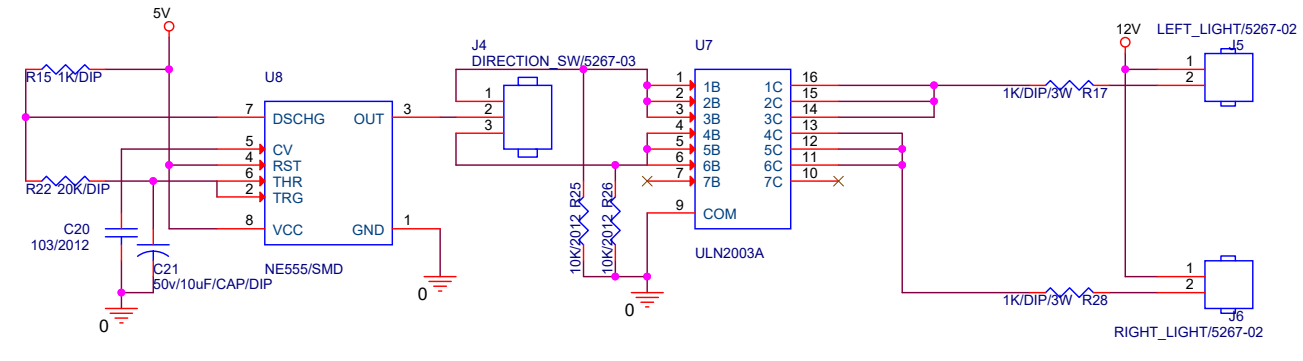 5V
R15 1K/DIP
R22 20K/DIP
C20
103/2012
C21
50v/10uF/CAP/DIP
0
U8
7 DSCHG OUT 3
5 CV
4 RST
6 THR
2 TRG
8 VCC GND 1
NE555/SMD
0
J4
DIRECTION_SW/5267-03
1
2
3
10K/2012 R25
10K/2012 R26
0
U7
1 1B 1C 16
2 2B 2C 15
3 3B 3C 14
4 4B 4C 13
5 5B 5C 12
6 6B 6C 11
7 7B 7C 10
9 COM
ULN2003A
12V
LEFT_LIGHT/5267-02
J5
1
2
1K/DIP/3W R17
1
2
1K/DIP/3W R28
J6
RIGHT_LIGHT/5267-02